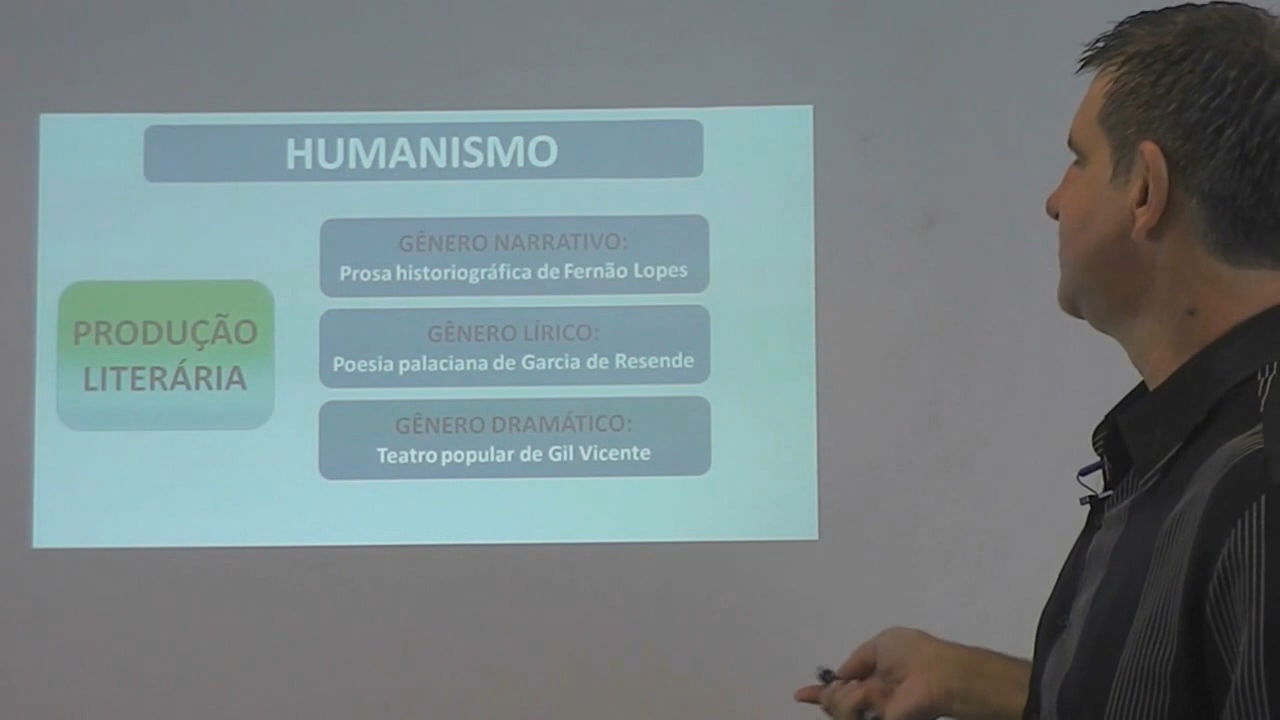 HUMANISMO
PRODUÇÃO
LITERÁRIA
GÊNERO NARRATIVO:
Prosa historiográfica de Fernão Lopes
GÊNERO LÍRICO:
Poesia palaciana de Garcia de Resende
GÊNERO DRAMÁTICO:
Teatro popular de Gil Vicente